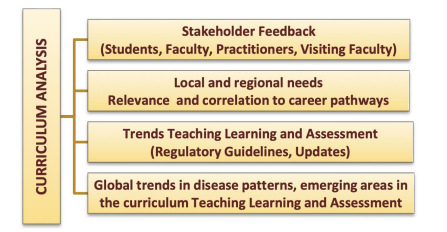 CURRICULUM ANALYSIS
Stakeholder Feedback
(Students, Faculty, Practitioners, Visiting Faculty)
Local and regional needs
Relevance and correlation to career pathways
Trends Teaching Learning and Assessment
(Regulatory Guidelines, Updates)
Global trends in disease patterns, emerging areas in
the curriculum Teaching Learning and Assessment